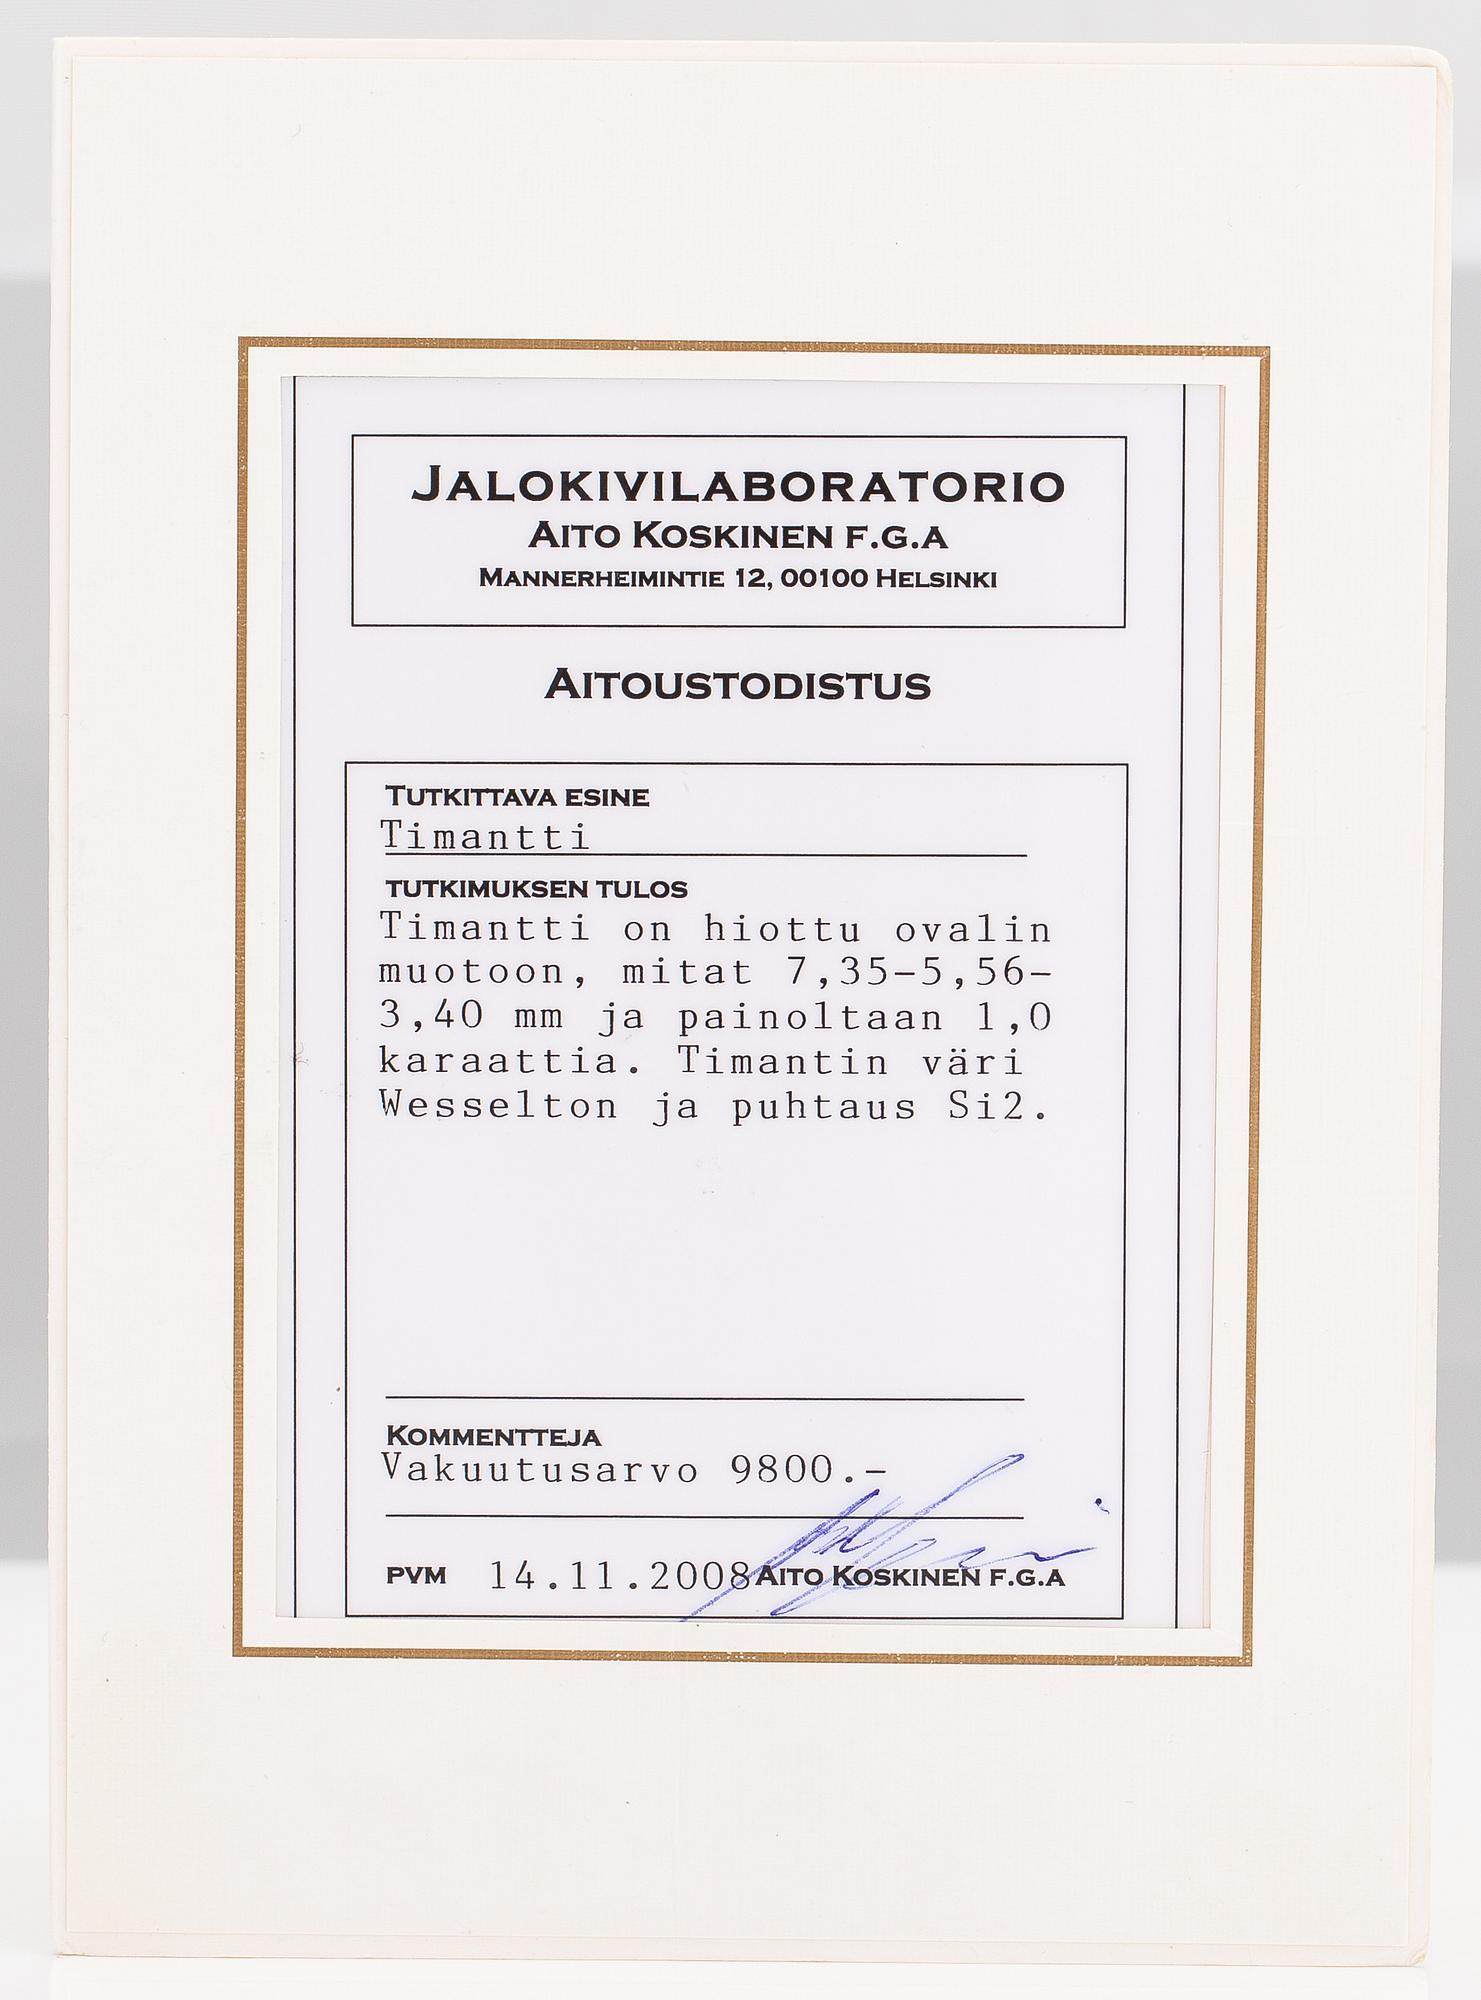 JALOKIVILABORATORIO
AITO KOSKINEN F.G.A
MANNERHEIMINTIE 12, 00100 HELSINKI
AITOUSTODISTUS
TUTKITTAVA ESINE
Timantti
TUTKIMUKSEN TULOS
Timantti on hiottu ovalin
muotoon, mitat 7,35-5,56-
3,40 mm ja painoltaan 1,0
karaattia. Timantin väri
Wesselton ja puhtaus Si2.
KOMMENTTEJA
Vakuutusarvo 9800.-
PVM 14.11.2008 AITO KOSKINEN F.G.A